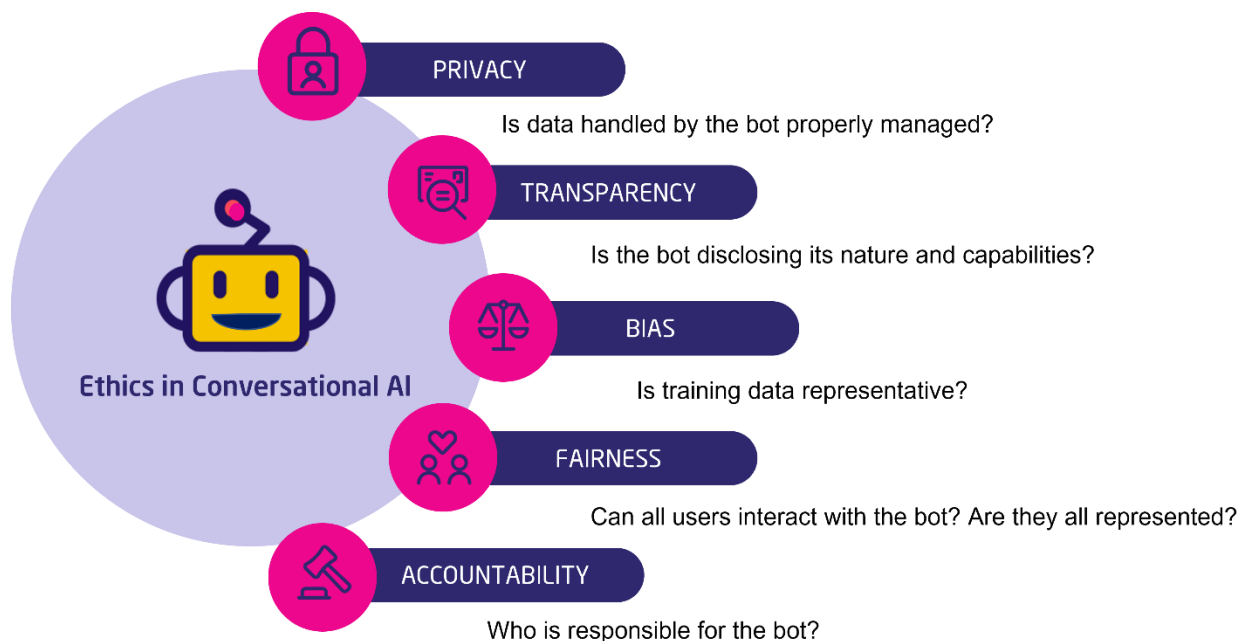 PRIVACY
Is data handled by the bot properly managed?
TRANSPARENCY
Is the bot disclosing its nature and capabilities?
BIAS
Ethics in Conversational AI
Is training data representative?
FAIRNESS
Can all users interact with the bot? Are they all represented?
ACCOUNTABILITY
Who is responsible for the bot?